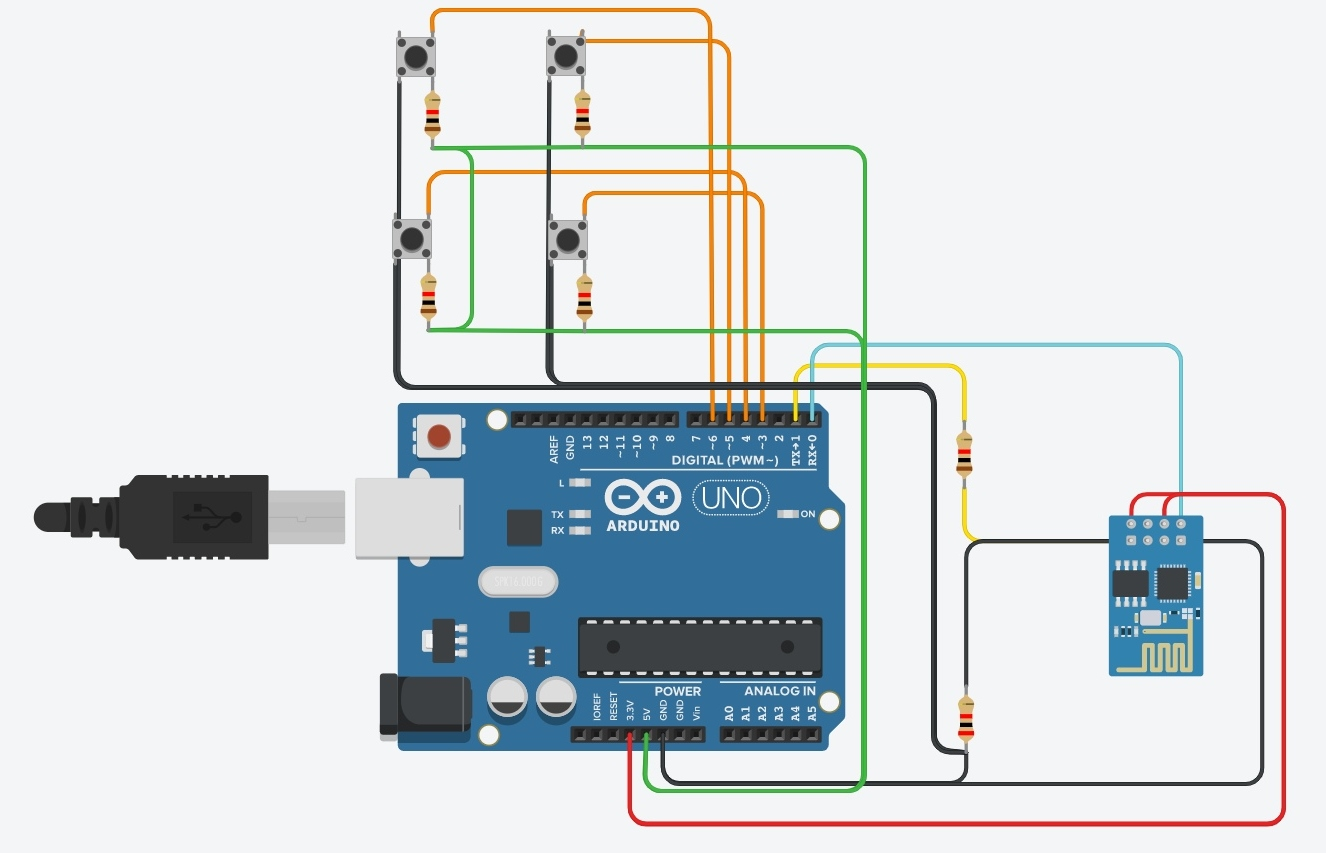 AREF
GND
13
12
~11
~10
~9
8
7
~6
~5
4
~3
2
TX→1
RX←0
DIGITAL (PWM~)
L
TX
RX
ARDUINO
UNO
ON
POWER
ANALOG IN
IOREF
RESET
3.3V
5V
GND
GND
Vin
A0
A1
A2
A3
A4
A5